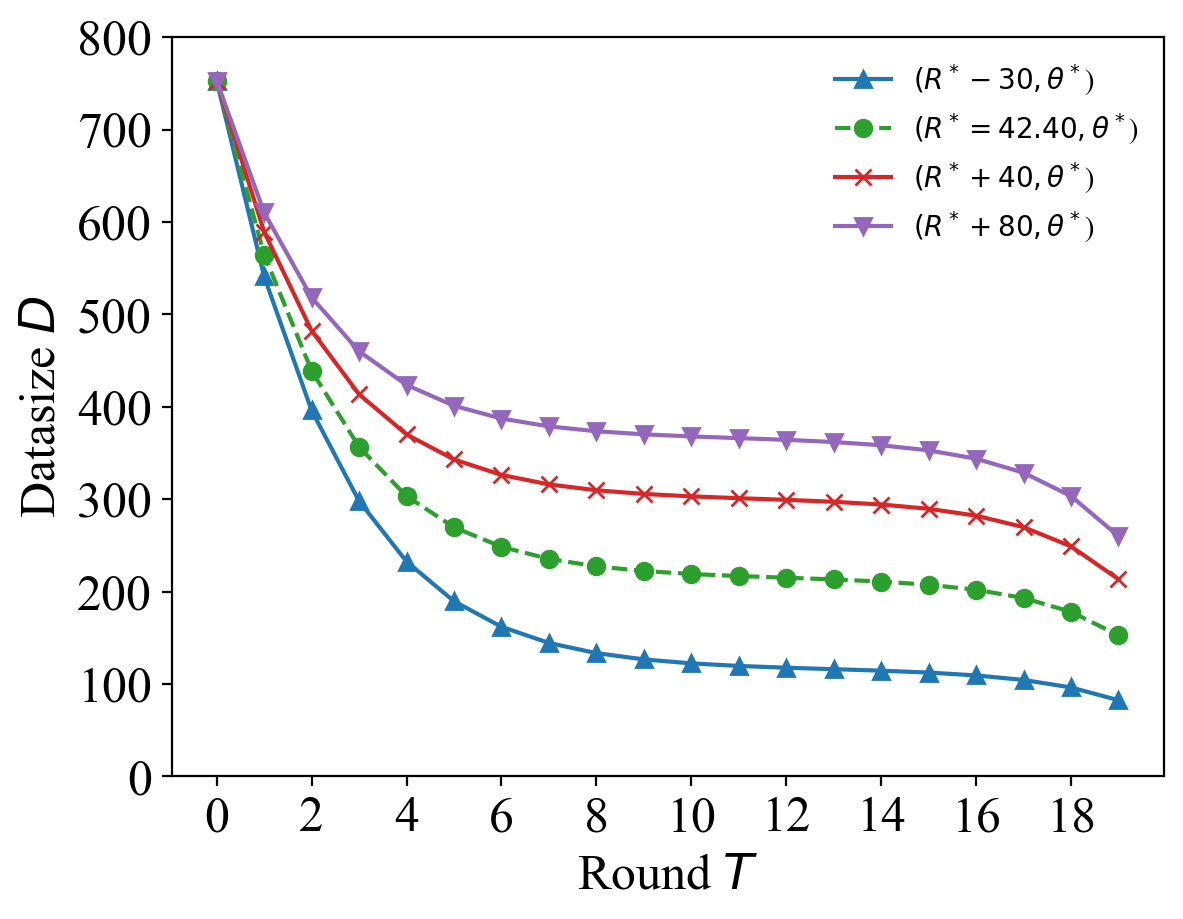 800
700
600
500
400
300
200
100
0
Datasize D
(R* − 30, θ*)
(R* = 42.40, θ*)
(R* + 40, θ*)
(R* + 80, θ*)
0 2 4 6 8 10 12 14 16 18
Round T